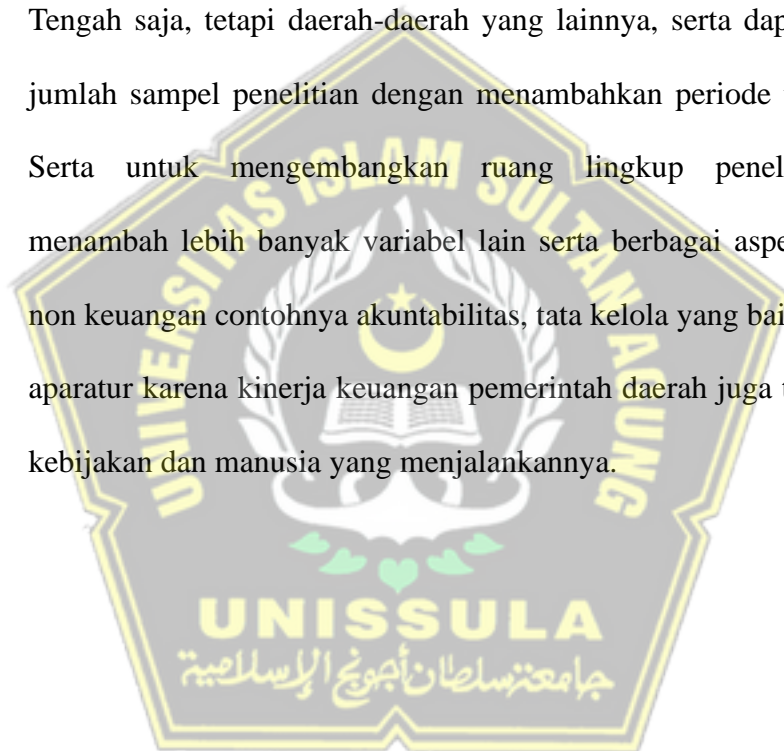 Tengah saja, tetapi daerah-daerah yang lainnya, serta dap
jumlah sampel penelitian dengan menambahkan periode
Serta untuk mengembangkan ruang lingkup penel
menambah lebih banyak variabel lain serta berbagai aspe
non keuangan contohnya akuntabilitas, tata kelola yang bai
aparatur karena kinerja keuangan pemerintah daerah juga t
kebijakan dan manusia yang menjalankannya.
UNIVERSITAS ISLAM SULTAN AGUNG
UNISSULA
جامعنسلطان أجونج الإسلامية